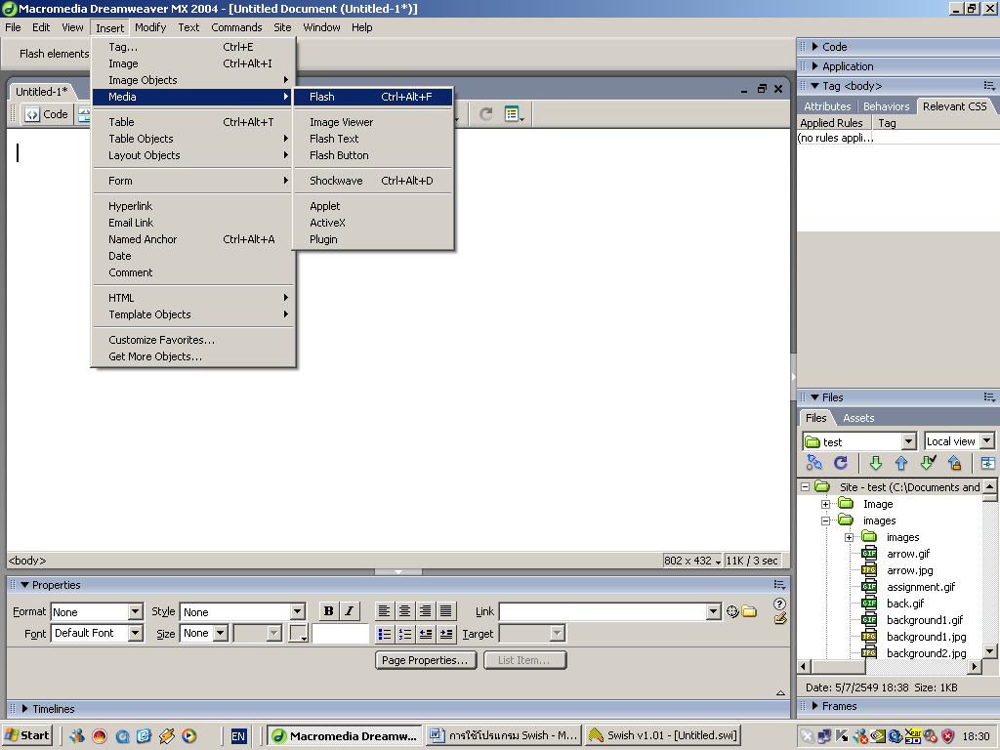 Macromedia Dreamweaver MX 2004 - [Untitled Document (Untitled-1*)]
File Edit View Insert Modify Text Commands Site Window Help
Flash elements
Tag... Ctrl+E
Image Ctrl+Alt+I
Image Objects
Media
Table Ctrl+Alt+T
Table Objects
Layout Objects
Form
Hyperlink
Email Link
Named Anchor Ctrl+Alt+A
Date
Comment
HTML
Template Objects
Customize Favorites...
Get More Objects...
Flash Ctrl+Alt+F
Image Viewer
Flash Text
Flash Button
Shockwave Ctrl+Alt+D
Applet
ActiveX
Plugin
Untitled-1*
Code
<body>
802 x 432 11K / 3 sec
Properties
Format None Style None B I Link
Font Default Font Size None Target
Page Properties... List Item...
Timelines
Code
Application
Tag <body>
Attributes Behaviors Relevant CSS
Applied Rules Tag
(no rules appli...
Files
Files Assets
test Local view
Site - test (C:\Documents and
Image
images
images
arrow.gif
arrow.jpg
assignment.gif
back.gif
background1.gif
background1.jpg
background2.jpg
Date: 5/7/2549 18:38 Size: 1KB
Frames
Start EN Macromedia Dreamw... การใช้โปรแกรม Swish - M... Swish v1.01 - [Untitled.swi] 18:30